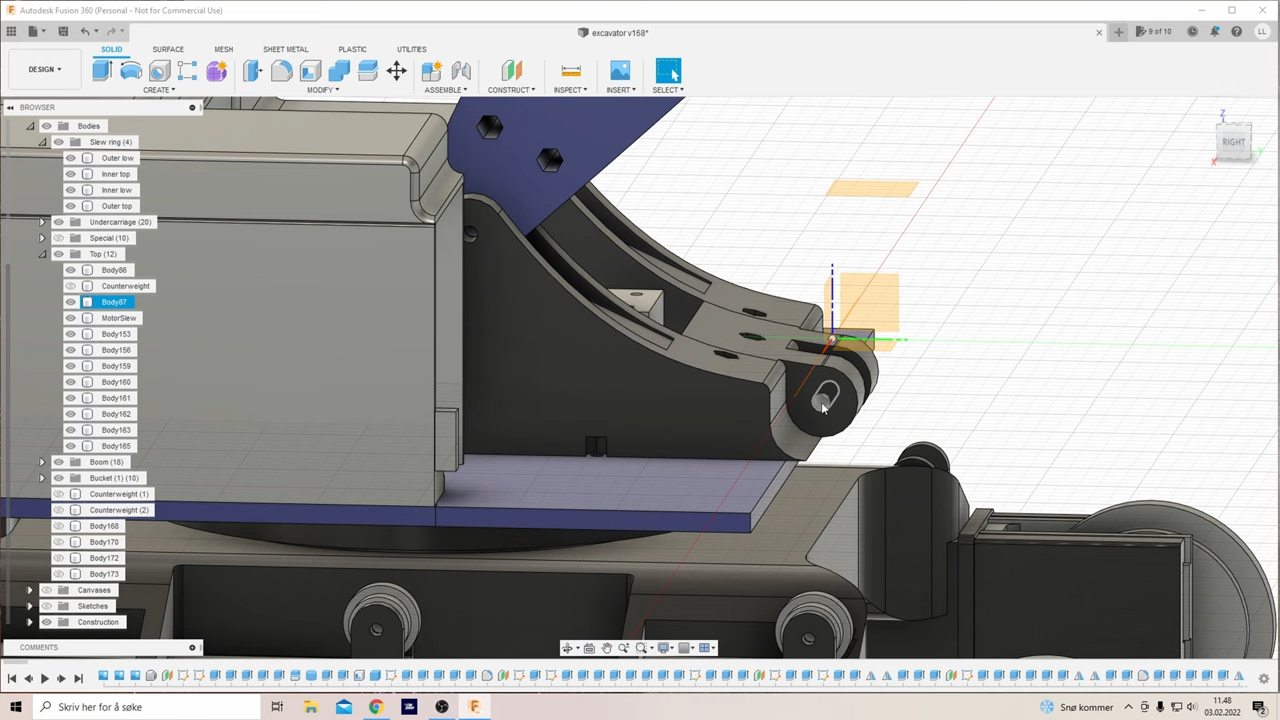 Autodesk Fusion 360 (Personal - Not for Commercial Use)
excavator v168*
9 of 10
LL
SOLID
SURFACE
MESH
SHEET METAL
PLASTIC
UTILITIES
DESIGN
CREATE
MODIFY
ASSEMBLE
CONSTRUCT
INSPECT
INSERT
SELECT
BROWSER
Bodies
Slew ring (4)
Outer low
Inner top
Inner low
Outer top
Undercarriage (20)
Special (10)
Top (12)
Body86
Counterweight
Body87
MotorSlew
Body153
Body156
Body159
Body160
Body161
Body162
Body163
Body165
Boom (18)
Bucket (1) (10)
Counterweight (1)
Counterweight (2)
Body168
Body170
Body172
Body173
Canvases
Sketches
Construction
Z
RIGHT
X
Y
COMMENTS
Skriv her for å søke
Snø kommer
11.48
03.02.2022
2